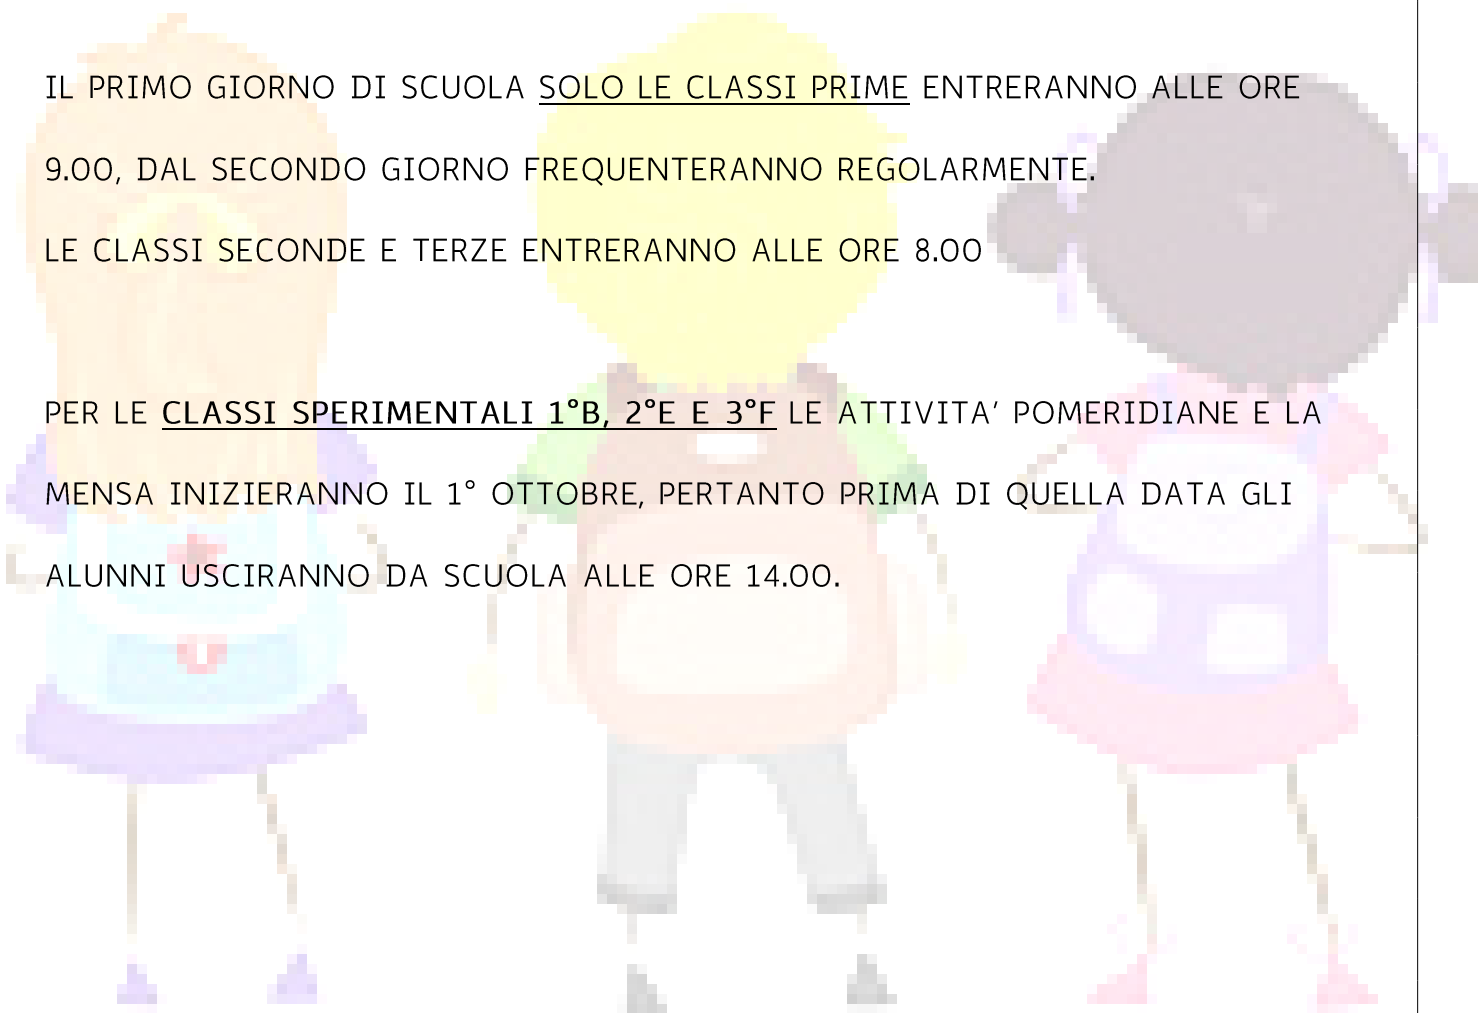 IL PRIMO GIORNO DI SCUOLA SOLO LE CLASSI PRIME ENTRERANNO ALLE ORE
9.00, DAL SECONDO GIORNO FREQUENTERANNO REGOLARMENTE.
LE CLASSI SECONDE E TERZE ENTRERANNO ALLE ORE 8.00
PER LE CLASSI SPERIMENTALI 1°B, 2°E E 3°F LE ATTIVITA’ POMERIDIANE E LA
MENSA INIZIERANNO IL 1° OTTOBRE, PERTANTO PRIMA DI QUELLA DATA GLI
ALUNNI USCIRANNO DA SCUOLA ALLE ORE 14.00.